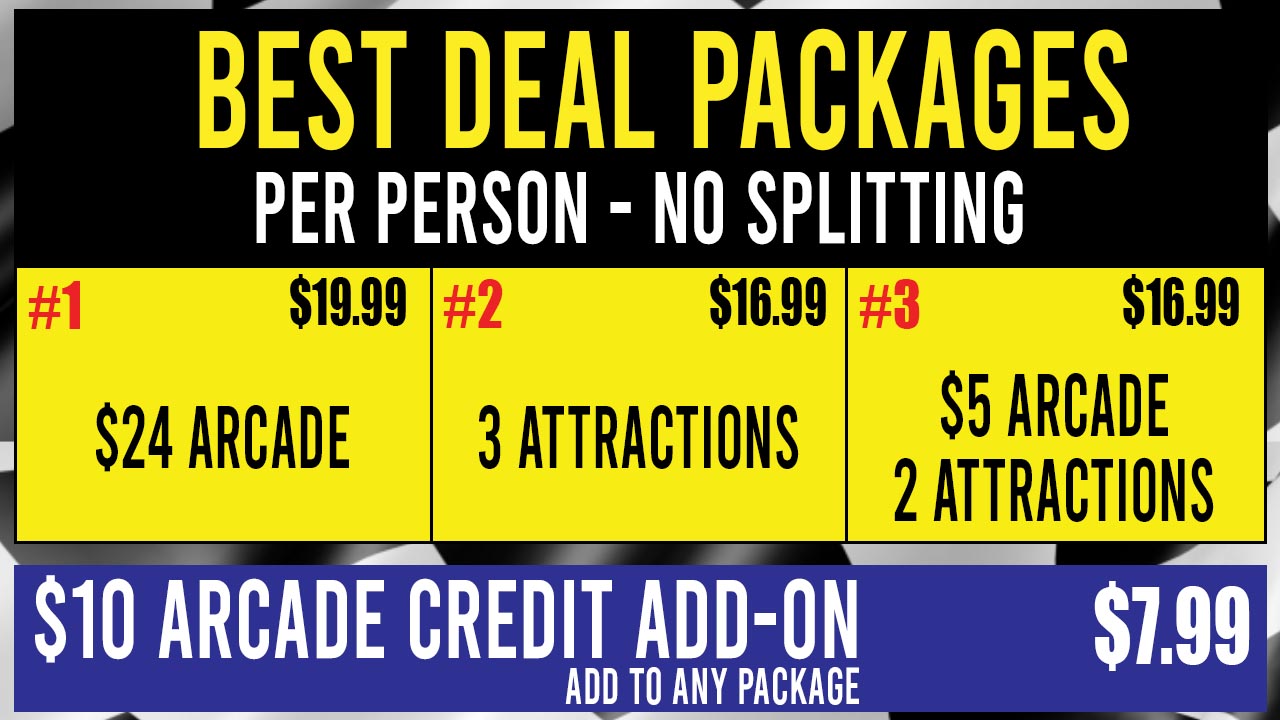 BEST DEAL PACKAGES
PER PERSON - NO SPLITTING
#1 $19.99
$24 ARCADE
#2 $16.99
3 ATTRACTIONS
#3 $16.99
$5 ARCADE
2 ATTRACTIONS
$10 ARCADE CREDIT ADD-ON $7.99
ADD TO ANY PACKAGE